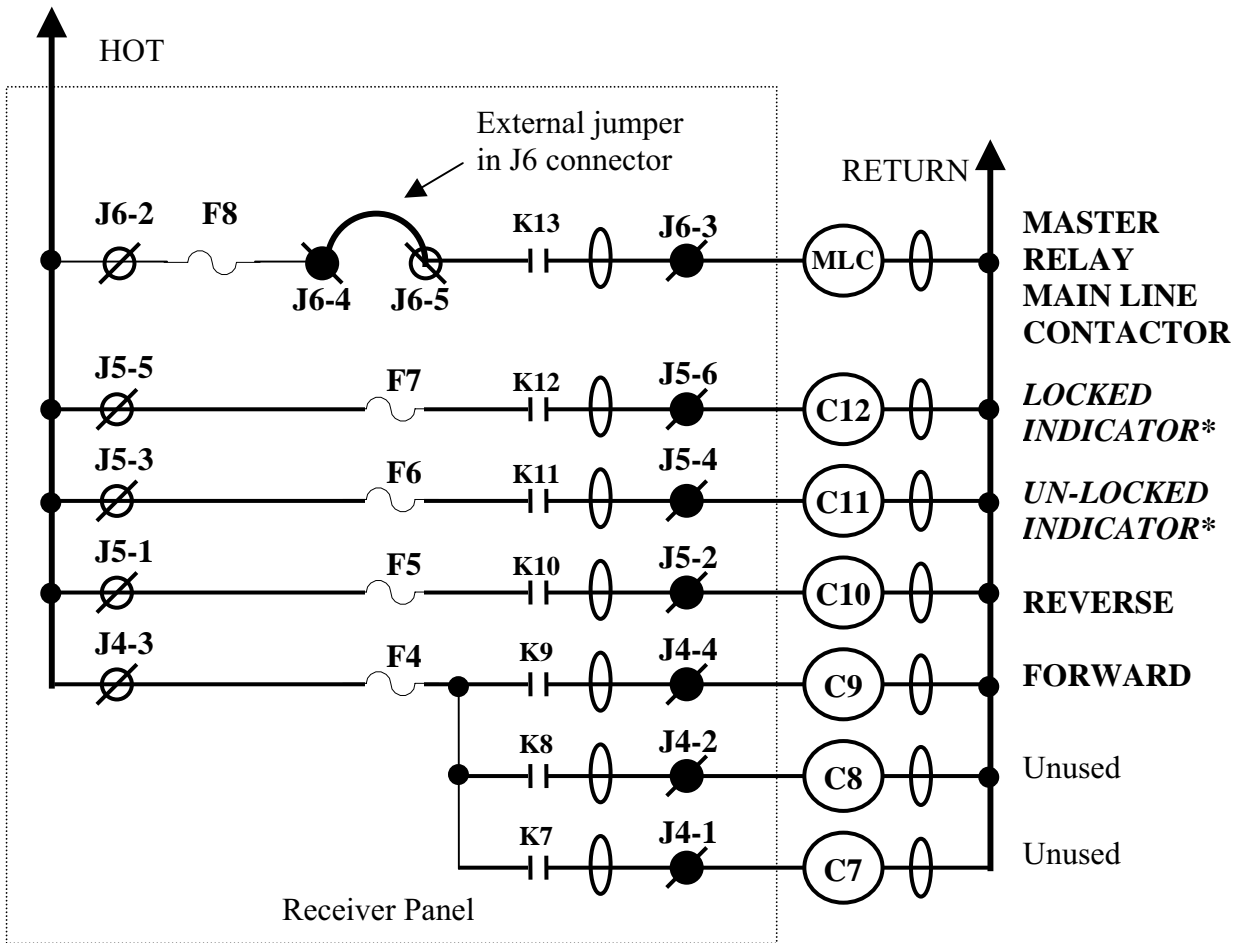 HOT
External jumper
in J6 connector
RETURN
J6-2 F8 J6-4 J6-5 K13 J6-3 MLC
MASTER
RELAY
MAIN LINE
CONTACTOR
J5-5 F7 K12 J5-6 C12
LOCKED
INDICATOR*
J5-3 F6 K11 J5-4 C11
UN-LOCKED
INDICATOR*
J5-1 F5 K10 J5-2 C10 REVERSE
J4-3 F4 K9 J4-4 C9 FORWARD
K8 J4-2 C8 Unused
K7 J4-1 C7 Unused
Receiver Panel